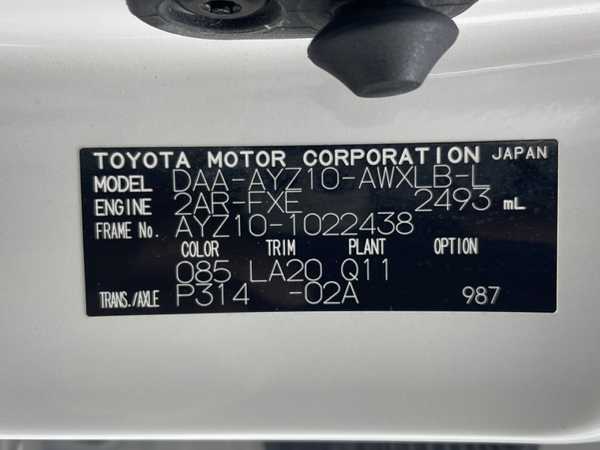 TOYOTA MOTOR CORPORATION JAPAN
MODEL DAA-AYZ10-AWXLB-L
ENGINE 2AR-FXE 2493 mL
FRAME No. AYZ10-1022438
COLOR TRIM PLANT OPTION
085 LA20 Q11
TRANS./AXLE P314 -02A 987